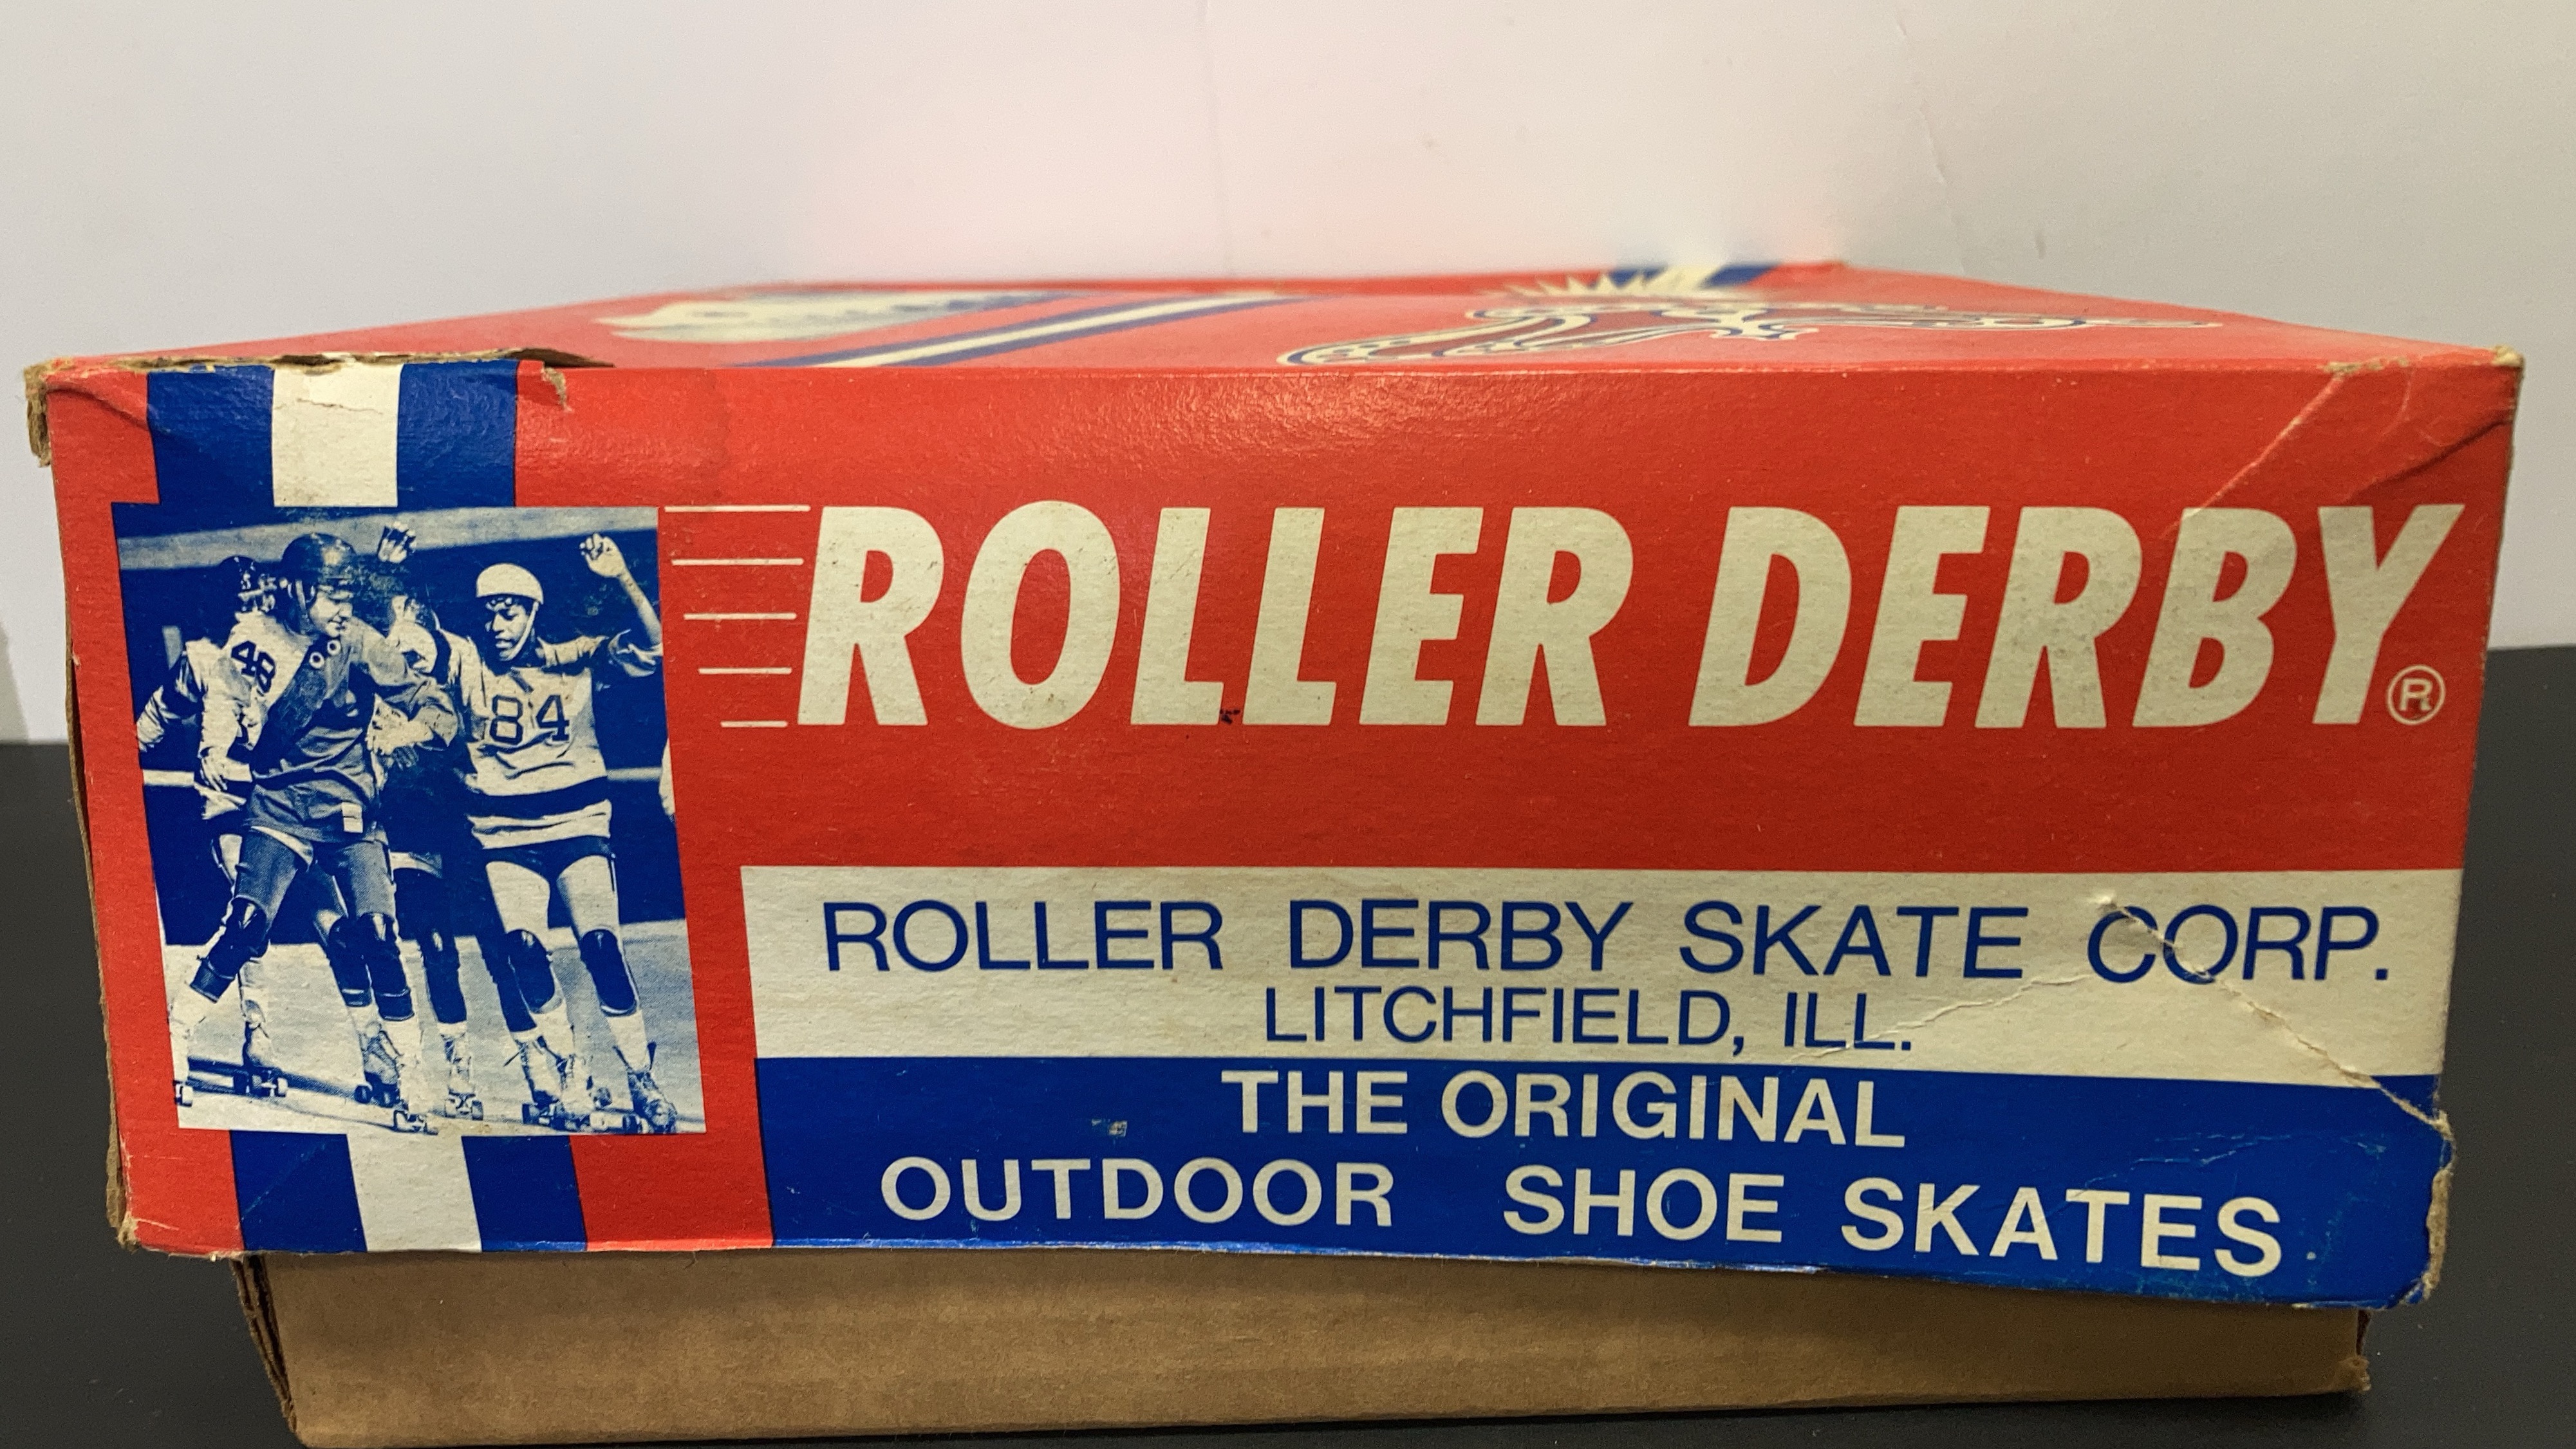 ROLLER DERBY®
48
84
ROLLER DERBY SKATE CORP.
LITCHFIELD, ILL.
THE ORIGINAL
OUTDOOR SHOE SKATES